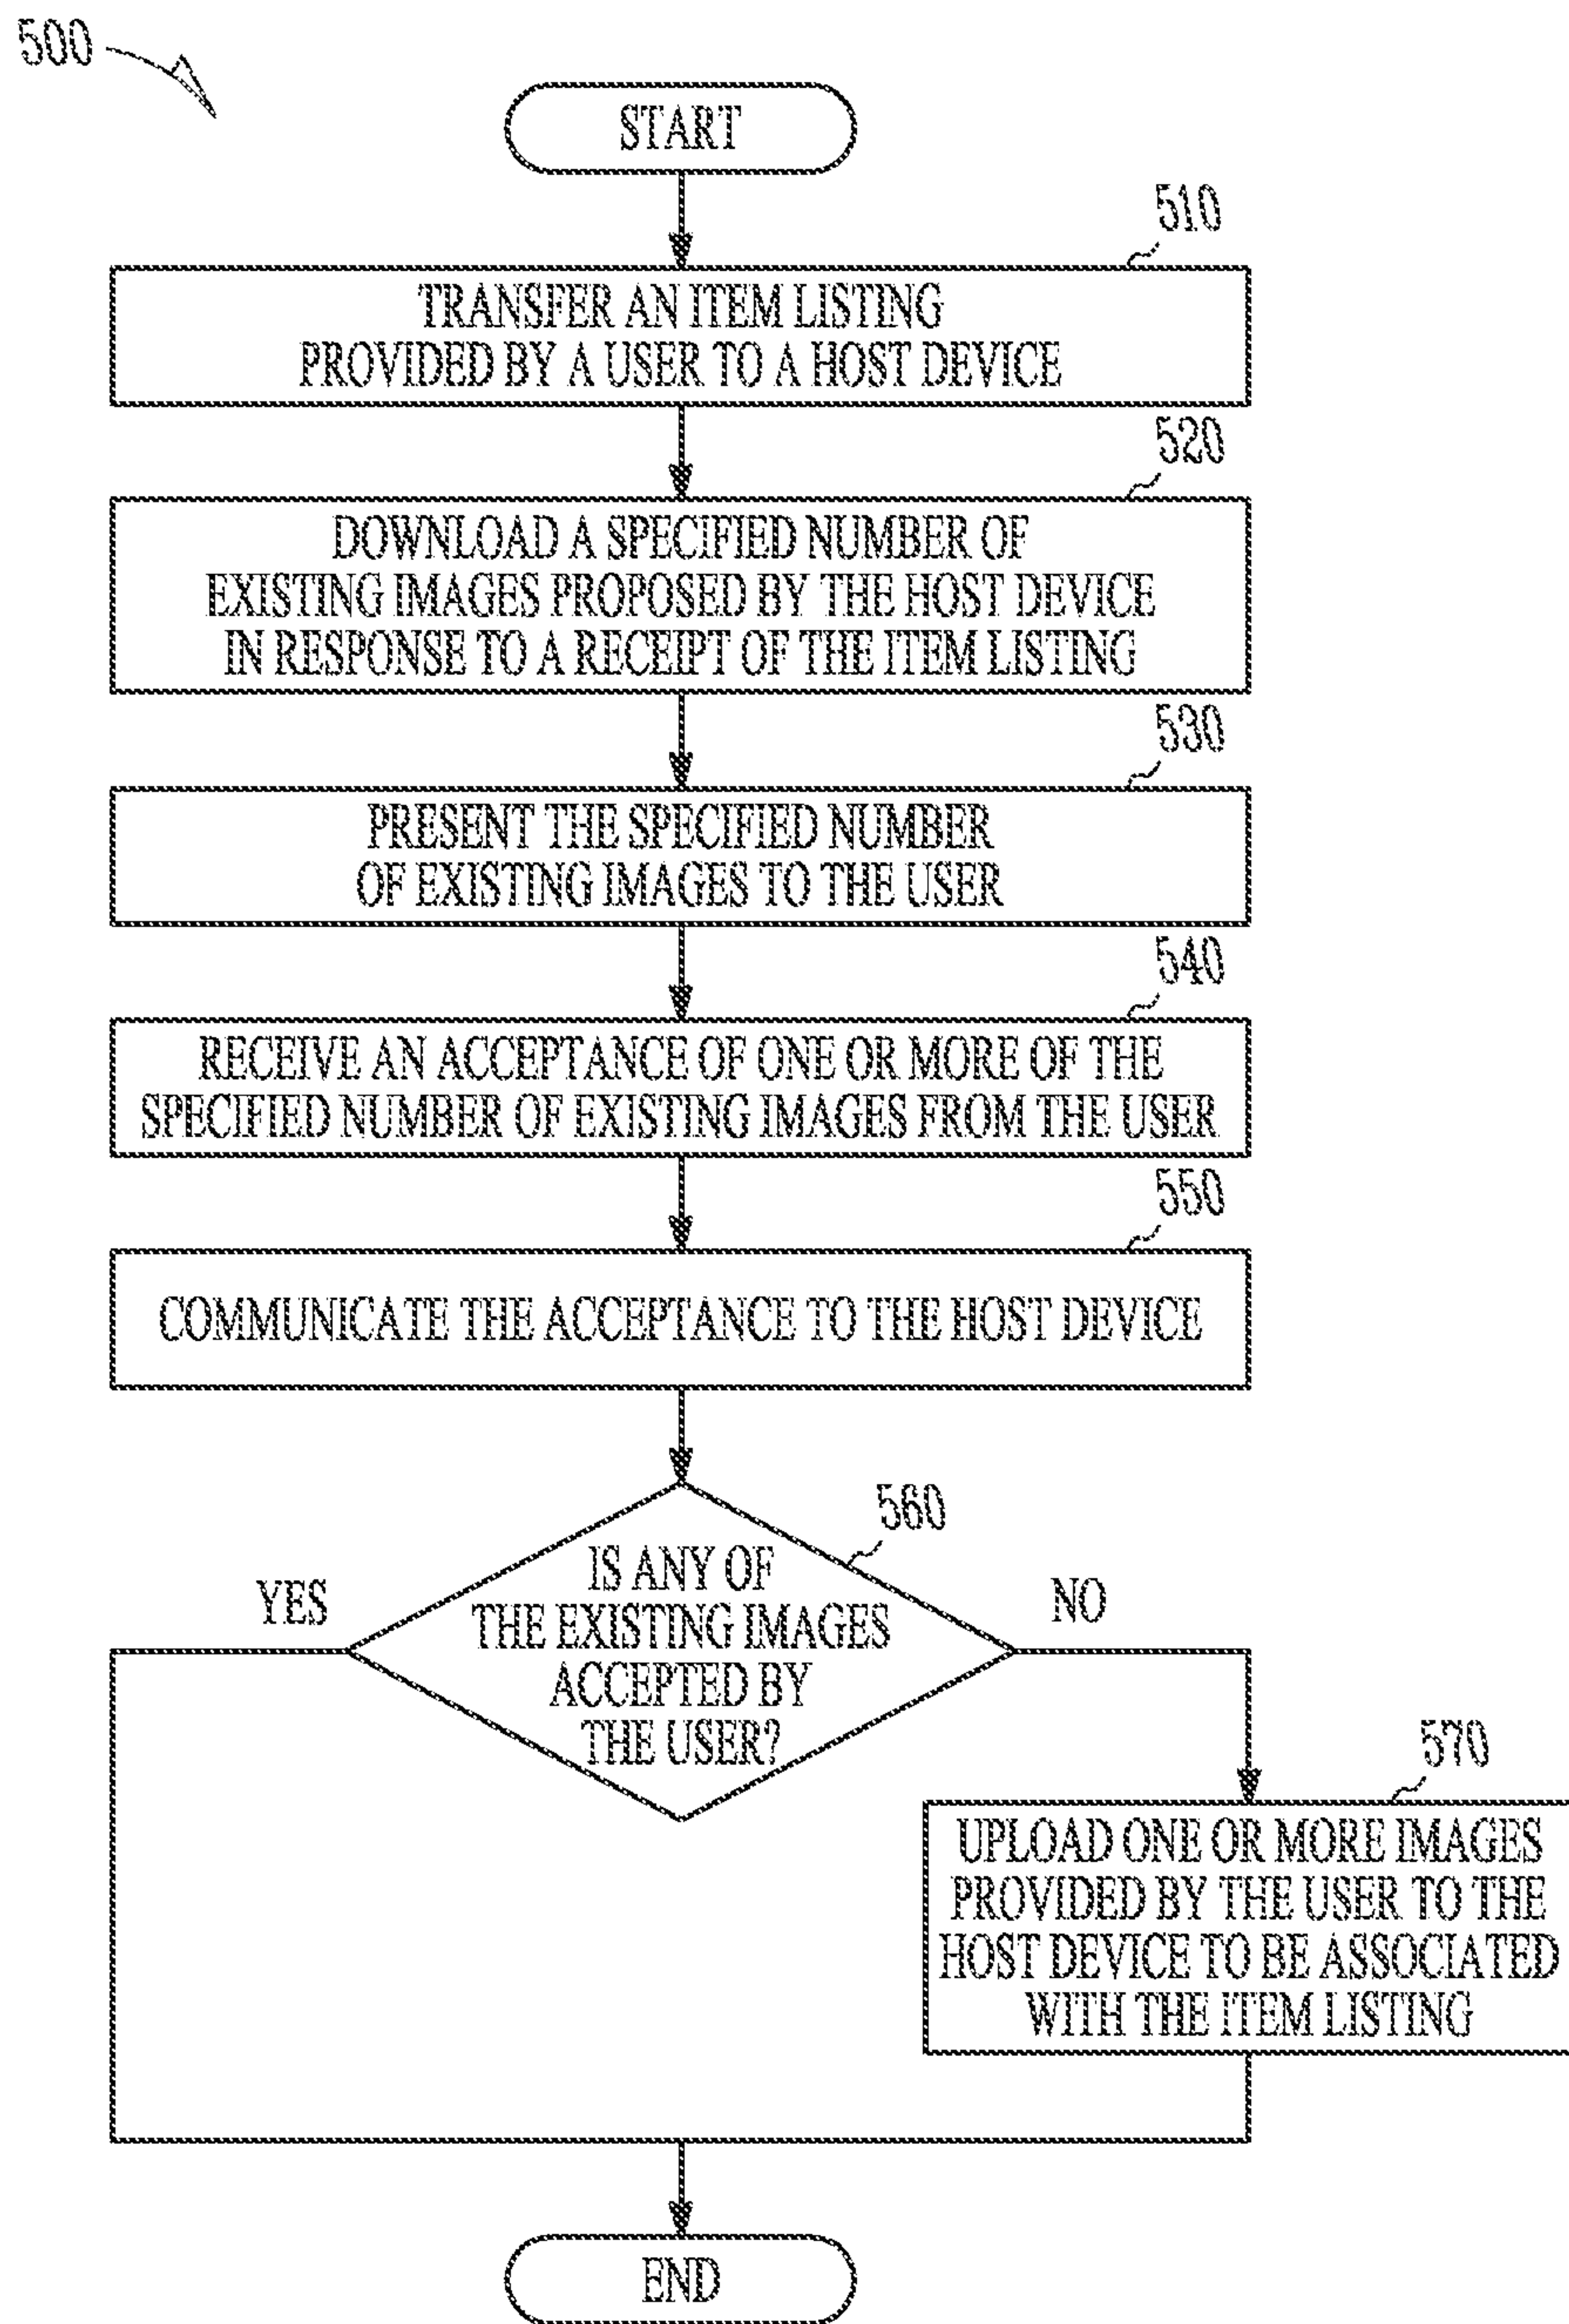 500
START
510
TRANSFER AN ITEM LISTING
PROVIDED BY A USER TO A HOST DEVICE
520
DOWNLOAD A SPECIFIED NUMBER OF
EXISTING IMAGES PROPOSED BY THE HOST DEVICE
IN RESPONSE TO A RECEIPT OF THE ITEM LISTING
530
PRESENT THE SPECIFIED NUMBER
OF EXISTING IMAGES TO THE USER
540
RECEIVE AN ACCEPTANCE OF ONE OR MORE OF THE
SPECIFIED NUMBER OF EXISTING IMAGES FROM THE USER
550
COMMUNICATE THE ACCEPTANCE TO THE HOST DEVICE
560
IS ANY OF
THE EXISTING IMAGES
ACCEPTED BY
THE USER?
YES
NO
570
UPLOAD ONE OR MORE IMAGES
PROVIDED BY THE USER TO THE
HOST DEVICE TO BE ASSOCIATED
WITH THE ITEM LISTING
END